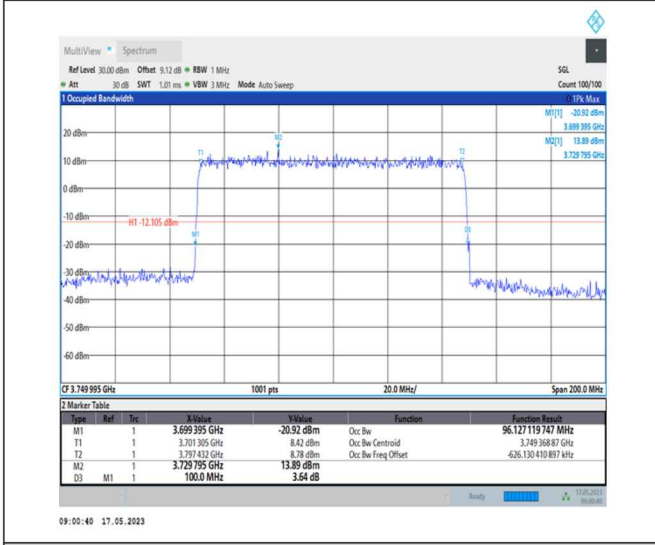 MultiView Spectrum
Ref Level 30.00 dBm Offset 9.12 dB RBW 1 MHz SGL
Att 30 dB SWT 1.01 ms VBW 3 MHz Mode Auto Sweep Count 100/100
1 Occupied Bandwidth 1Pk Max
M1[1] -20.92 dBm
3.699 395 GHz
M2[1] 13.89 dBm
3.729 795 GHz
20 dBm
M2
T1 T2
10 dBm
0 dBm
-10 dBm
H1 -12.105 dBm
M1 D3
-20 dBm
-30 dBm
-40 dBm
-50 dBm
-60 dBm
CF 3.749 995 GHz 1001 pts 20.0 MHz/ Span 200.0 MHz
2 Marker Table
Type Ref Trc X-Value Y-Value Function Function Result
M1 1 3.699 395 GHz -20.92 dBm Occ Bw 96.127 119 747 MHz
T1 1 3.701 305 GHz 8.42 dBm Occ Bw Centroid 3.749 368 87 GHz
T2 1 3.797 432 GHz 8.78 dBm Occ Bw Freq Offset -626.130 410 897 kHz
M2 1 3.729 795 GHz 13.89 dBm
D3 M1 1 100.0 MHz 3.64 dB
Ready 17.05.2023
09:00:40
09:00:40 17.05.2023